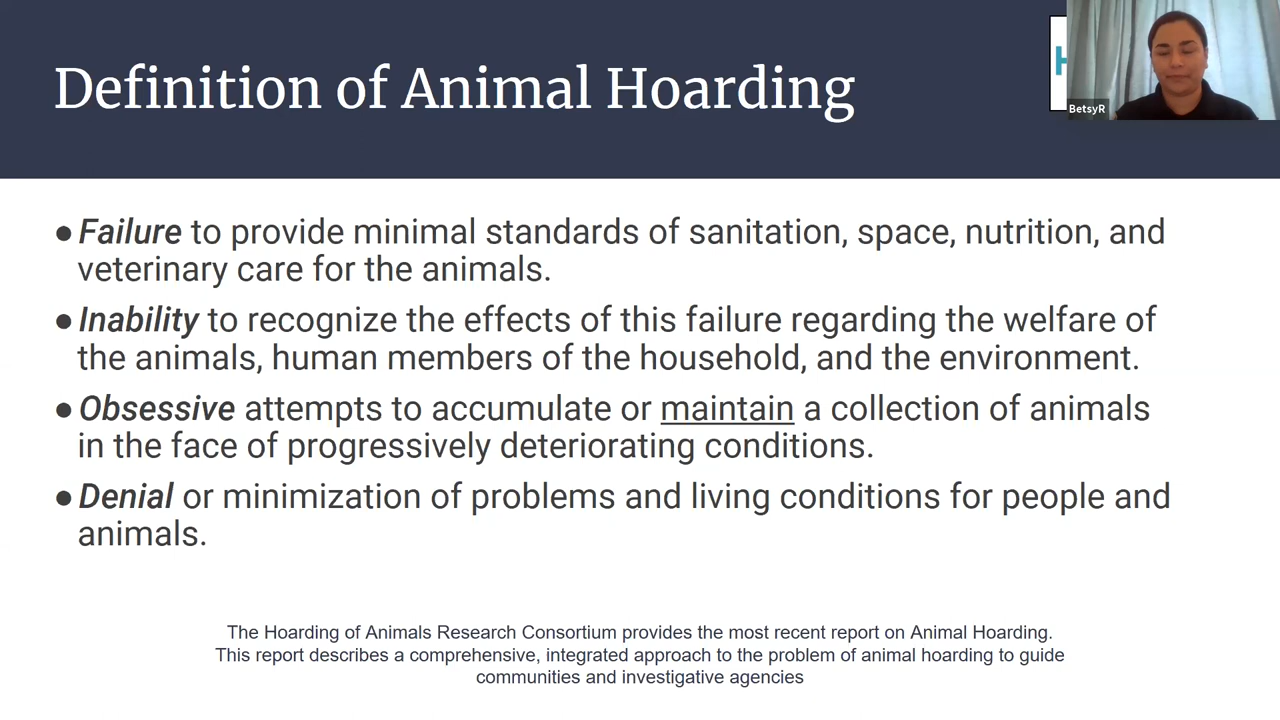 Definition of Animal Hoarding
H
BetsyR
●Failure to provide minimal standards of sanitation, space, nutrition, and
veterinary care for the animals.
●Inability to recognize the effects of this failure regarding the welfare of
the animals, human members of the household, and the environment.
●Obsessive attempts to accumulate or maintain a collection of animals
in the face of progressively deteriorating conditions.
●Denial or minimization of problems and living conditions for people and
animals.
The Hoarding of Animals Research Consortium provides the most recent report on Animal Hoarding.
This report describes a comprehensive, integrated approach to the problem of animal hoarding to guide
communities and investigative agencies